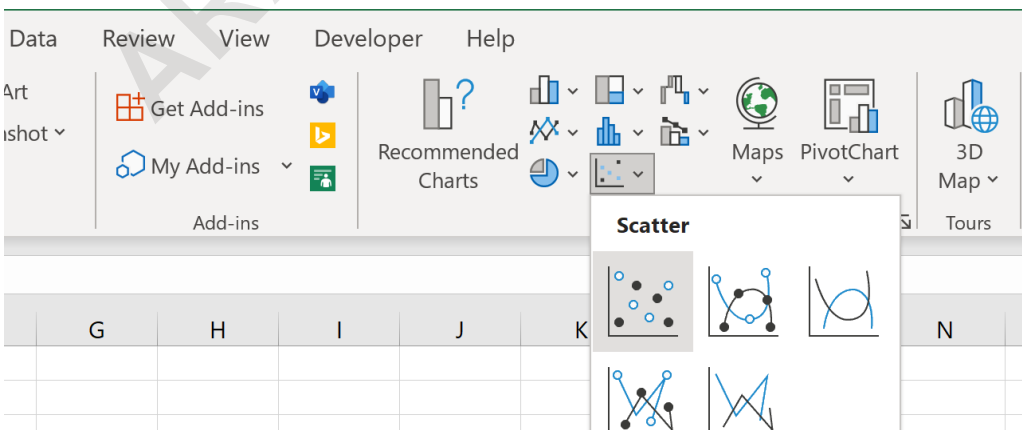 Data Review View Developer Help
Art
Get Add-ins
nshot
My Add-ins
Add-ins
Recommended
Charts
Maps
PivotChart
3D
Map
Tours
Scatter
G H I J K N